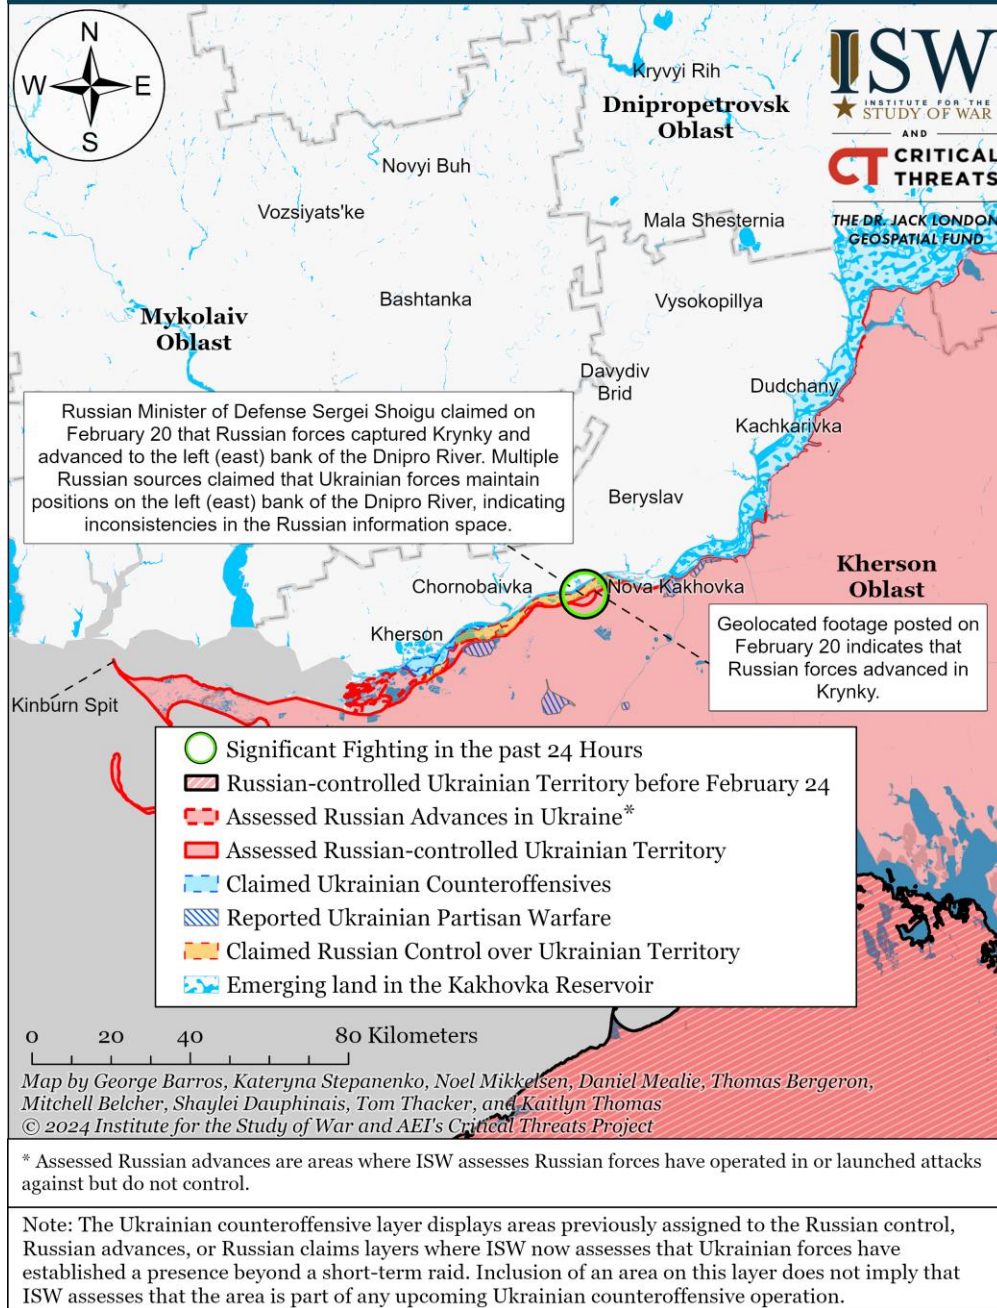 N
W E
S
ISW
INSTITUTE FOR THE
STUDY OF WAR
AND
CT CRITICAL
THREATS
THE DR. JACK LONDON
GEOSPATIAL FUND
Kryvyi Rih
Dnipropetrovsk
Oblast
Novyi Buh
Vozsiyats'ke
Mala Shesternia
Bashtanka
Vysokopillya
Mykolaiv
Oblast
Davydiv
Brid
Dudchany
Kachkarivka
Russian Minister of Defense Sergei Shoigu claimed on
February 20 that Russian forces captured Krynky and
advanced to the left (east) bank of the Dnipro River. Multiple
Russian sources claimed that Ukrainian forces maintain
positions on the left (east) bank of the Dnipro River, indicating
inconsistencies in the Russian information space.
Beryslav
Kherson
Oblast
Chornobaivka
Nova Kakhovka
Kherson
Geolocated footage posted on
February 20 indicates that
Russian forces advanced in
Krynky.
Kinburn Spit
Significant Fighting in the past 24 Hours
Russian-controlled Ukrainian Territory before February 24
Assessed Russian Advances in Ukraine*
Assessed Russian-controlled Ukrainian Territory
Claimed Ukrainian Counteroffensives
Reported Ukrainian Partisan Warfare
Claimed Russian Control over Ukrainian Territory
Emerging land in the Kakhovka Reservoir
0 20 40 80 Kilometers
Map by George Barros, Kateryna Stepanenko, Noel Mikkelsen, Daniel Mealie, Thomas Bergeron,
Mitchell Belcher, Shaylei Dauphinais, Tom Thacker, and Kaitlyn Thomas
© 2024 Institute for the Study of War and AEI's Critical Threats Project
* Assessed Russian advances are areas where ISW assesses Russian forces have operated in or launched attacks
against but do not control.
Note: The Ukrainian counteroffensive layer displays areas previously assigned to the Russian control,
Russian advances, or Russian claims layers where ISW now assesses that Ukrainian forces have
established a presence beyond a short-term raid. Inclusion of an area on this layer does not imply that
ISW assesses that the area is part of any upcoming Ukrainian counteroffensive operation.